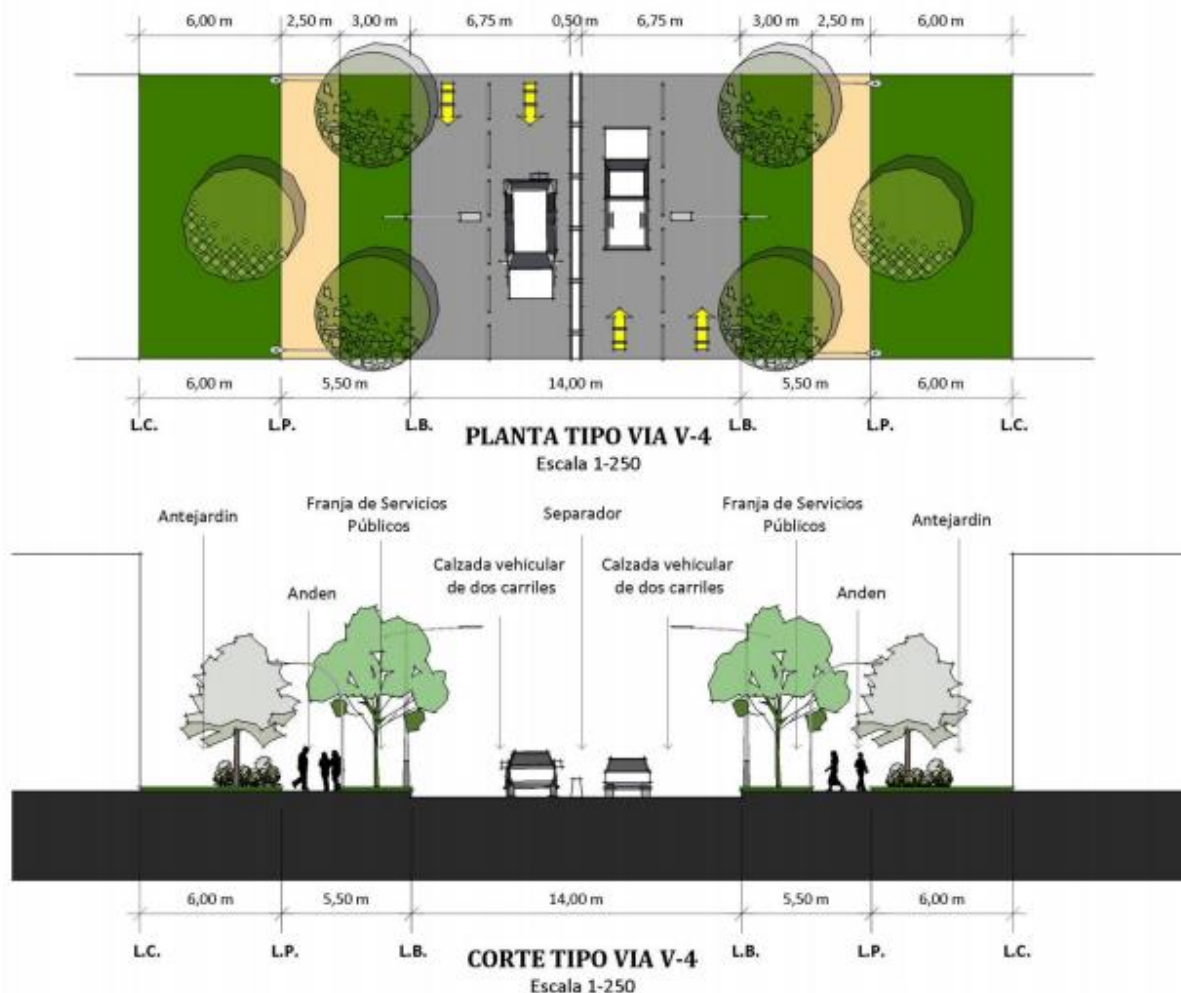 6,00 m 2,50 m 3,00 m 6,75 m 0,50 m 6,75 m 3,00 m 2,50 m 6,00 m
6,00 m 5,50 m 14,00 m 5,50 m 6,00 m
L.C. L.P. L.B. L.B. L.P. L.C.
PLANTA TIPO VIA V-4
Escala 1-250
Antejardin
Franja de Servicios
Públicos
Separador
Franja de Servicios
Públicos
Antejardin
Anden
Calzada vehicular
de dos carriles
Calzada vehicular
de dos carriles
Anden
6,00 m 5,50 m 14,00 m 5,50 m 6,00 m
L.C. L.P. L.B. L.B. L.P. L.C.
CORTE TIPO VIA V-4
Escala 1-250